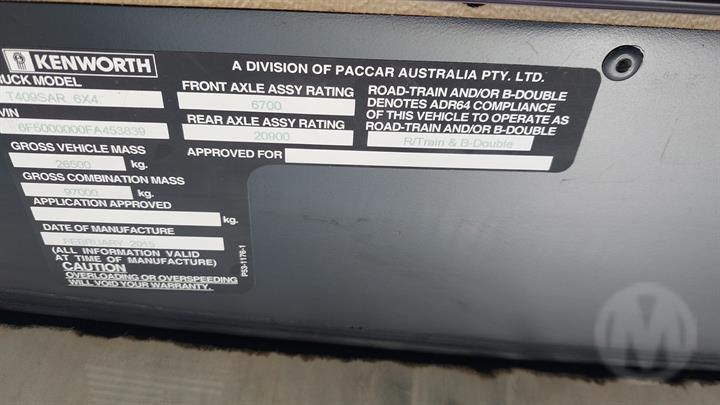 KENWORTH
A DIVISION OF PACCAR AUSTRALIA PTY. LTD.
UCK MODEL
T409SAR 6X4
VIN
6F5000000FA453839
GROSS VEHICLE MASS
26500 kg.
GROSS COMBINATION MASS
97000 kg.
APPLICATION APPROVED
kg.
DATE OF MANUFACTURE
FEBRUARY 2015
(ALL INFORMATION VALID
AT TIME OF MANUFACTURE)
CAUTION
OVERLOADING OR OVERSPEEDING
WILL VOID YOUR WARRANTY.
FRONT AXLE ASSY RATING
6700
REAR AXLE ASSY RATING
20900
APPROVED FOR
ROAD-TRAIN AND/OR B-DOUBLE
DENOTES ADR64 COMPLIANCE
OF THIS VEHICLE TO OPERATE AS
ROAD-TRAIN AND/OR B-DOUBLE
R/Train & B-Double
P53-1176-1
M